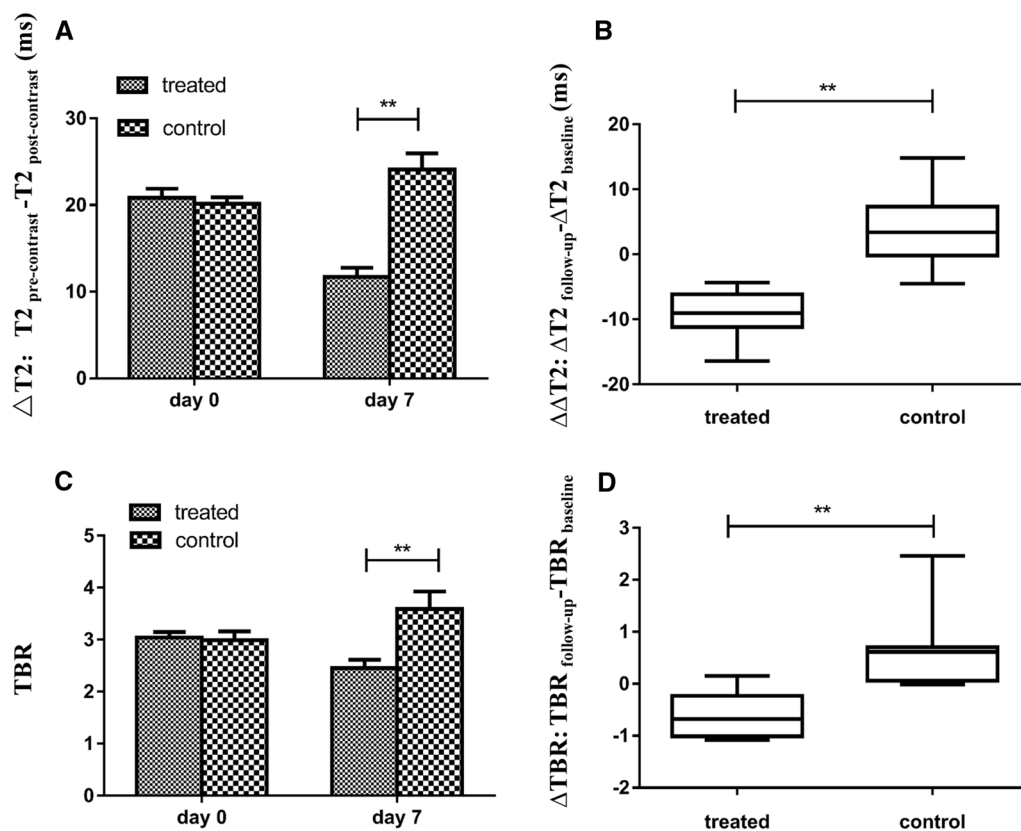 A
△T2: T2 pre-contrast-T2 post-contrast (ms)
treated
control
**
30
20
10
0
day 0
day 7
B
ΔΔT2: ΔT2 follow-up-ΔT2 baseline (ms)
**
20
10
0
-10
-20
treated
control
C
TBR
treated
control
**
5
4
3
2
1
0
day 0
day 7
D
ΔTBR: TBR follow-up-TBR baseline
**
3
2
1
0
-1
-2
treated
control